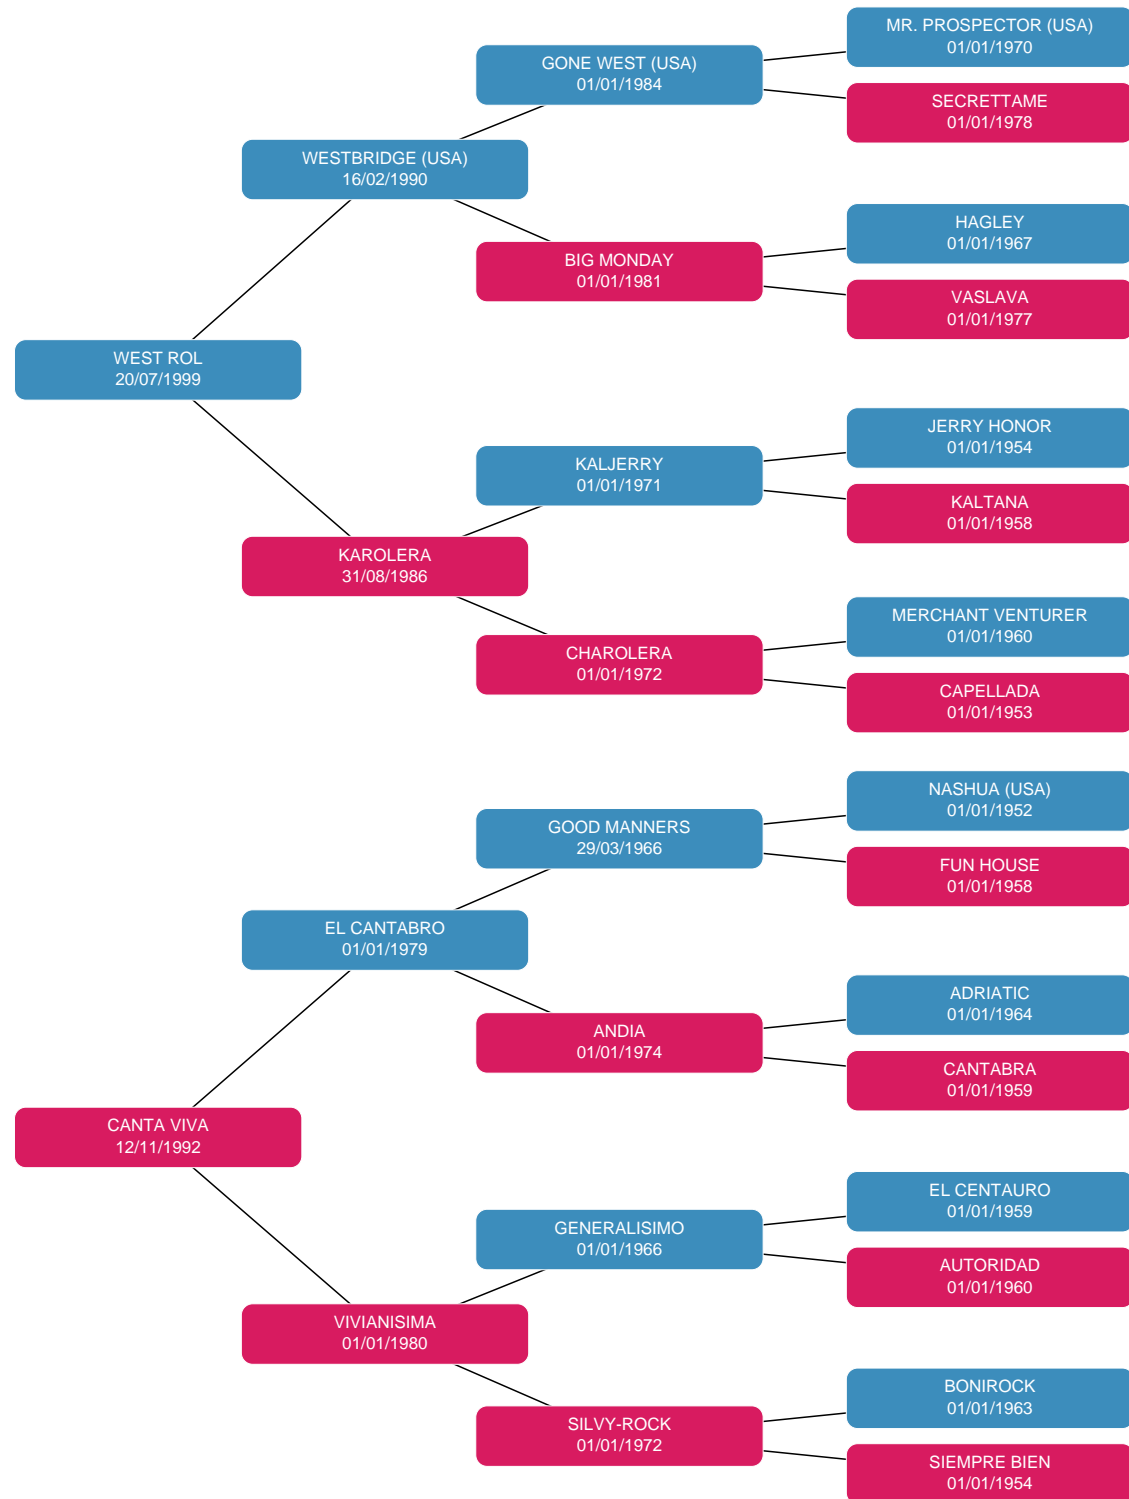 MR. PROSPECTOR (USA)
01/01/1970
GONE WEST (USA)
01/01/1984
SECRETTAME
01/01/1978
WESTBRIDGE (USA)
16/02/1990
HAGLEY
01/01/1967
BIG MONDAY
01/01/1981
VASLAVA
01/01/1977
WEST ROL
20/07/1999
JERRY HONOR
01/01/1954
KALJERRY
01/01/1971
KALTANA
01/01/1958
KAROLERA
31/08/1986
MERCHANT VENTURER
01/01/1960
CHAROLERA
01/01/1972
CAPELLADA
01/01/1953
NASHUA (USA)
01/01/1952
GOOD MANNERS
29/03/1966
FUN HOUSE
01/01/1958
EL CANTABRO
01/01/1979
ADRIATIC
01/01/1964
ANDIA
01/01/1974
CANTABRA
01/01/1959
CANTA VIVA
12/11/1992
EL CENTAURO
01/01/1959
GENERALISIMO
01/01/1966
AUTORIDAD
01/01/1960
VIVIANISIMA
01/01/1980
BONIROCK
01/01/1963
SILVY-ROCK
01/01/1972
SIEMPRE BIEN
01/01/1954